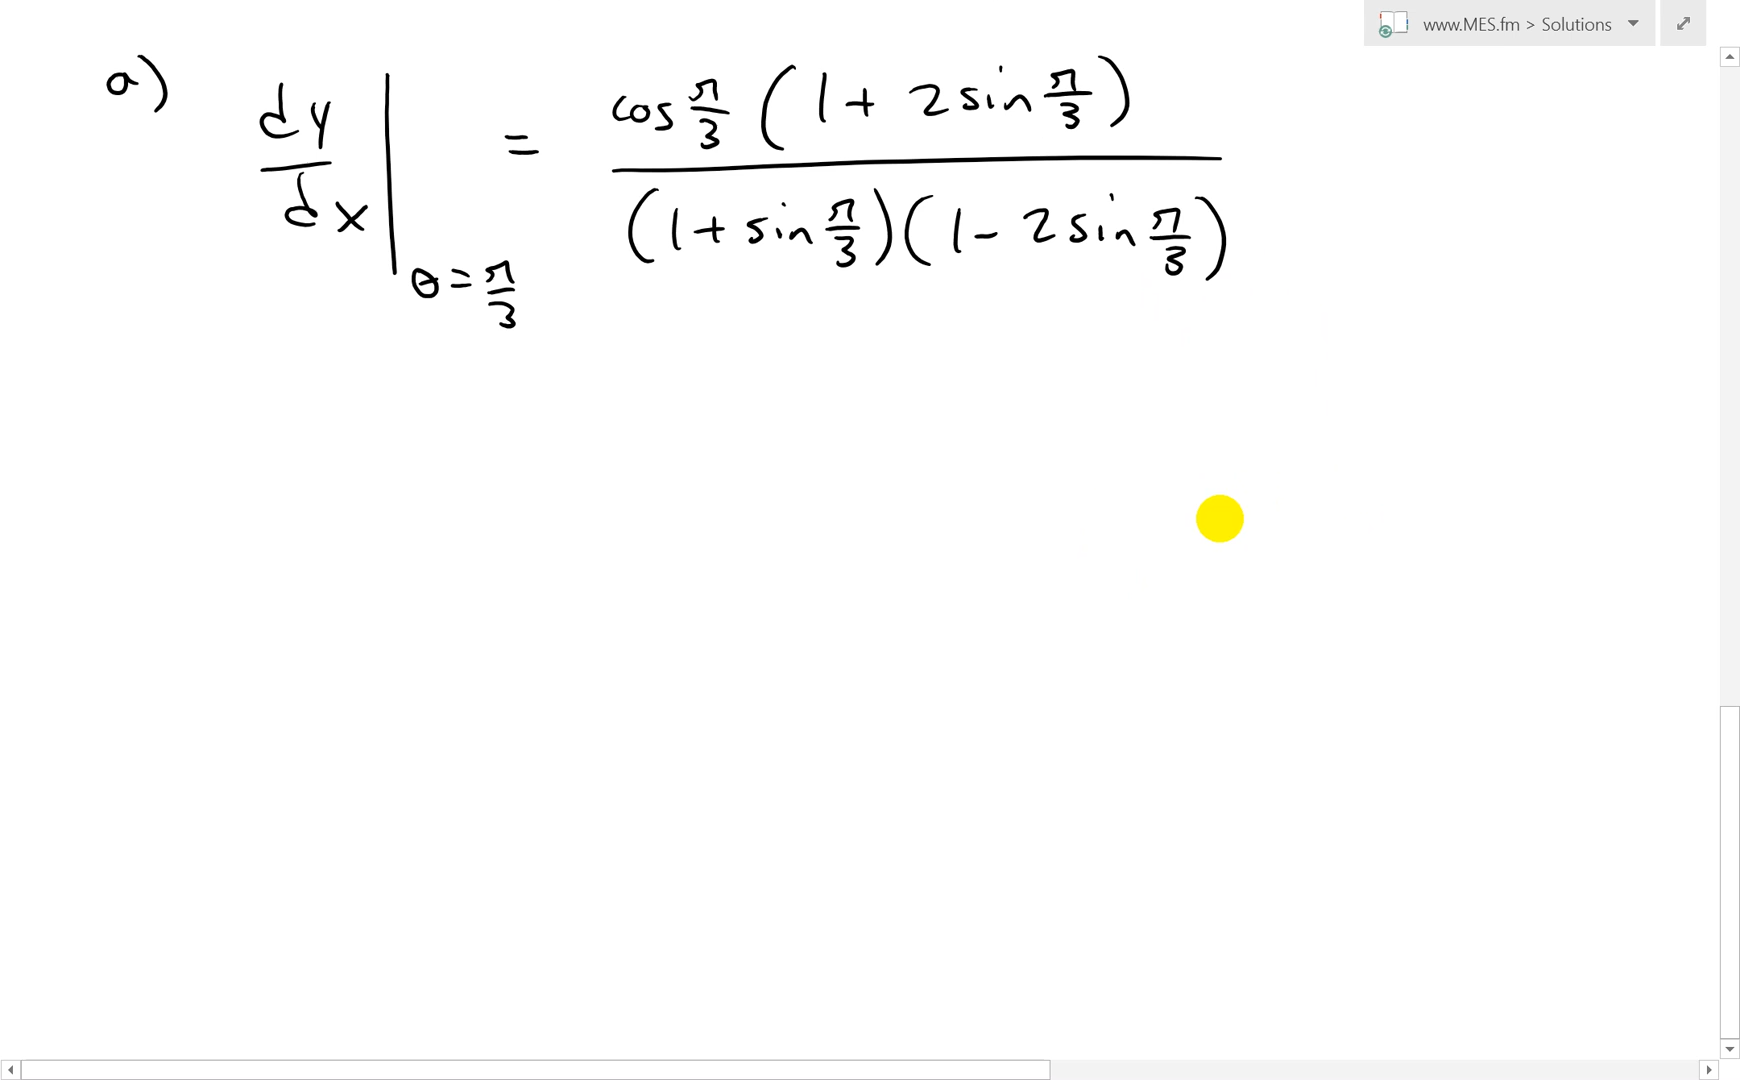 www.MES.fm > Solutions
a) dy/dx | θ = π/3 = cos π/3 (1 + 2 sin π/3) / (1 + sin π/3)(1 - 2 sin π/3)